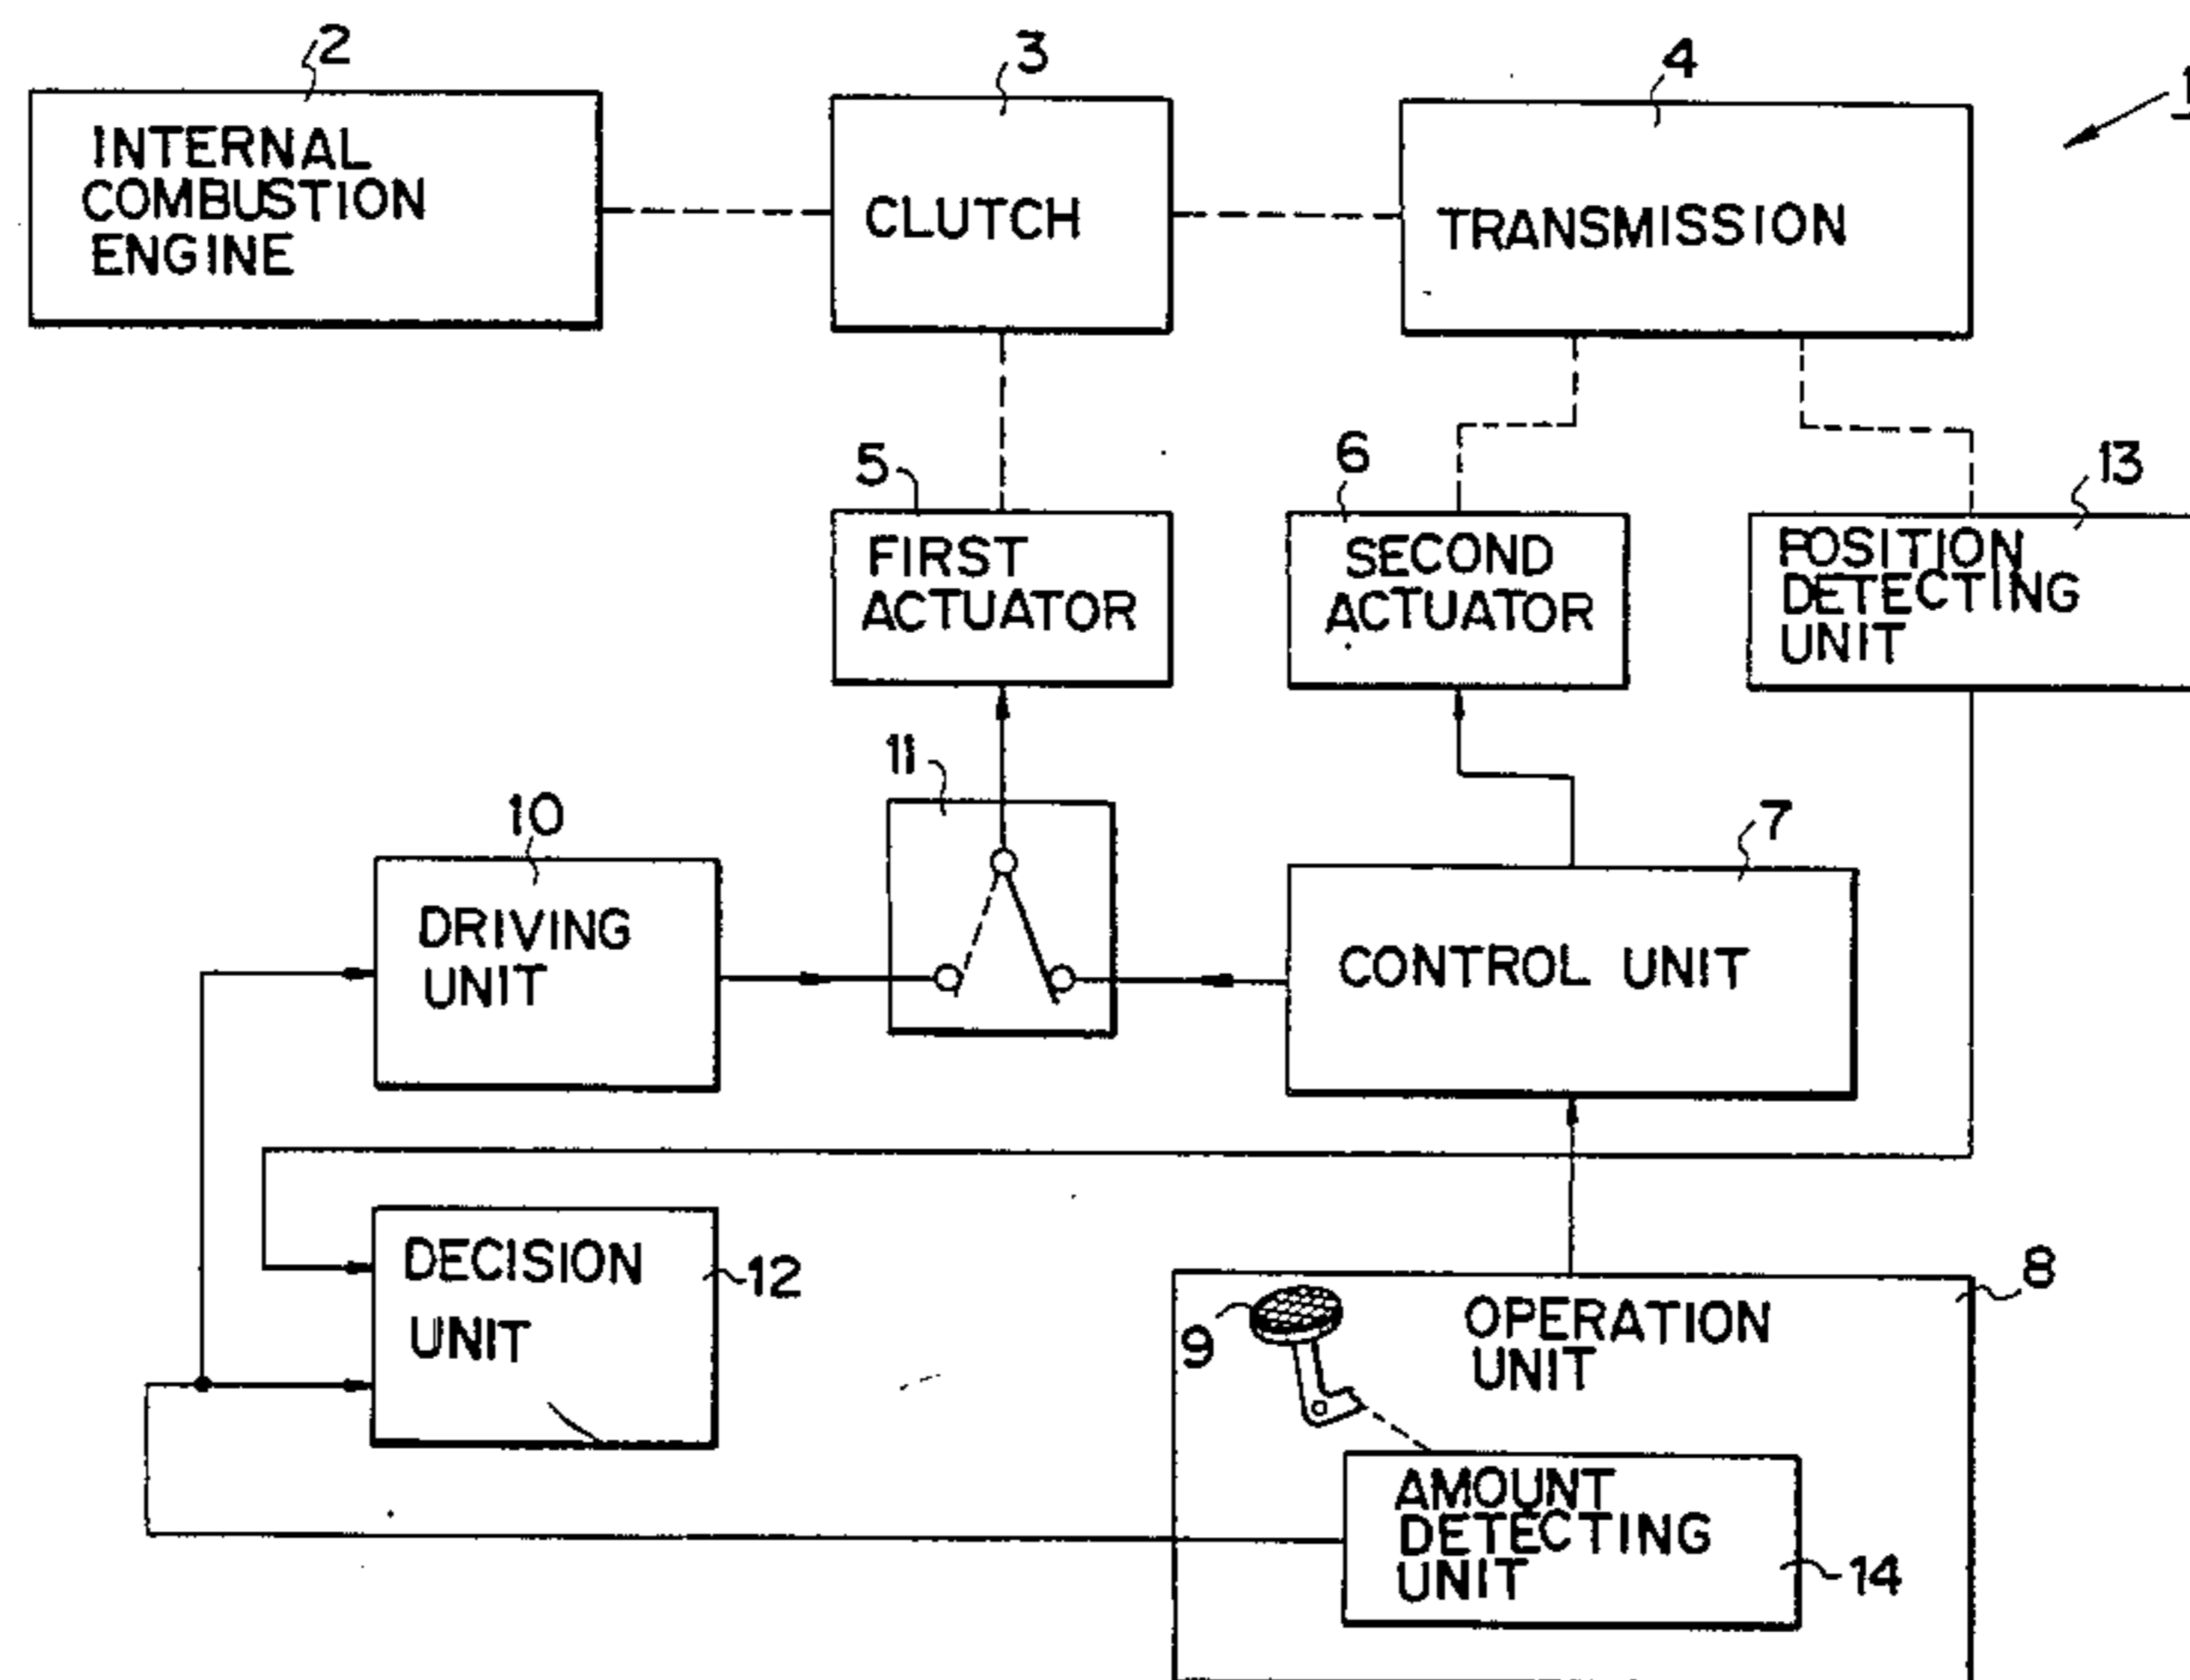 2
3
4
1
INTERNAL
COMBUSTION
ENGINE
CLUTCH
TRANSMISSION
5
6
13
FIRST
ACTUATOR
SECOND
ACTUATOR
POSITION
DETECTING
UNIT
11
10
7
DRIVING
UNIT
CONTROL UNIT
DECISION
UNIT
12
8
9
OPERATION
UNIT
AMOUNT
DETECTING
UNIT
14